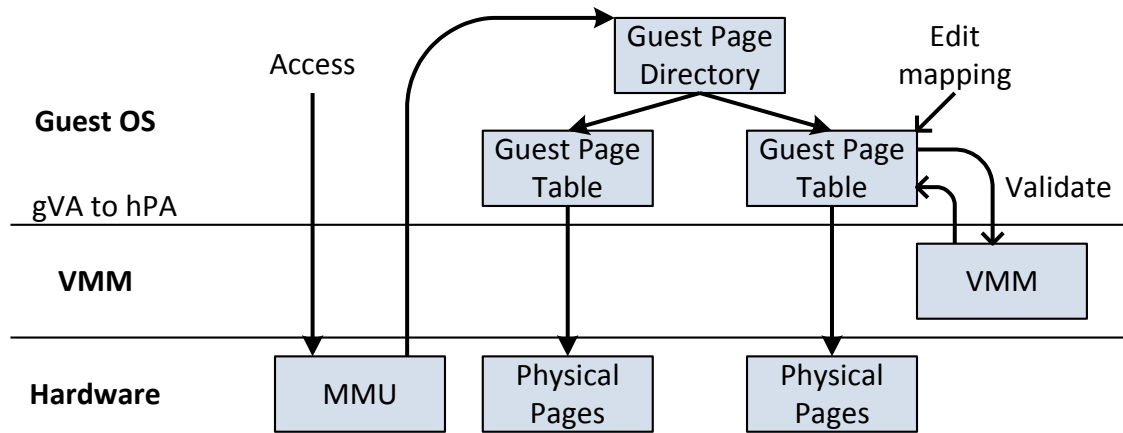 Guest Page
Directory
Edit
mapping
Access
Guest OS
Guest Page
Table
Guest Page
Table
Validate
gVA to hPA
VMM
VMM
Hardware
MMU
Physical
Pages
Physical
Pages